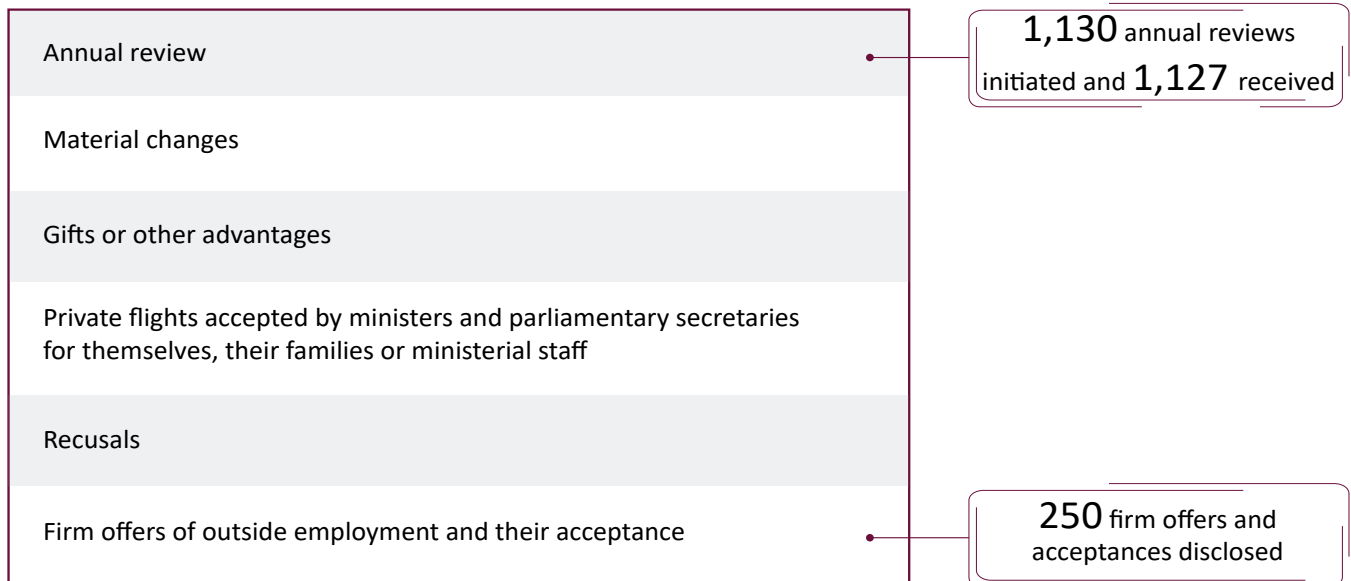 Annual review
1,130 annual reviews
initiated and 1,127 received
Material changes
Gifts or other advantages
Private flights accepted by ministers and parliamentary secretaries
for themselves, their families or ministerial staff
Recusals
Firm offers of outside employment and their acceptance
250 firm offers and
acceptances disclosed